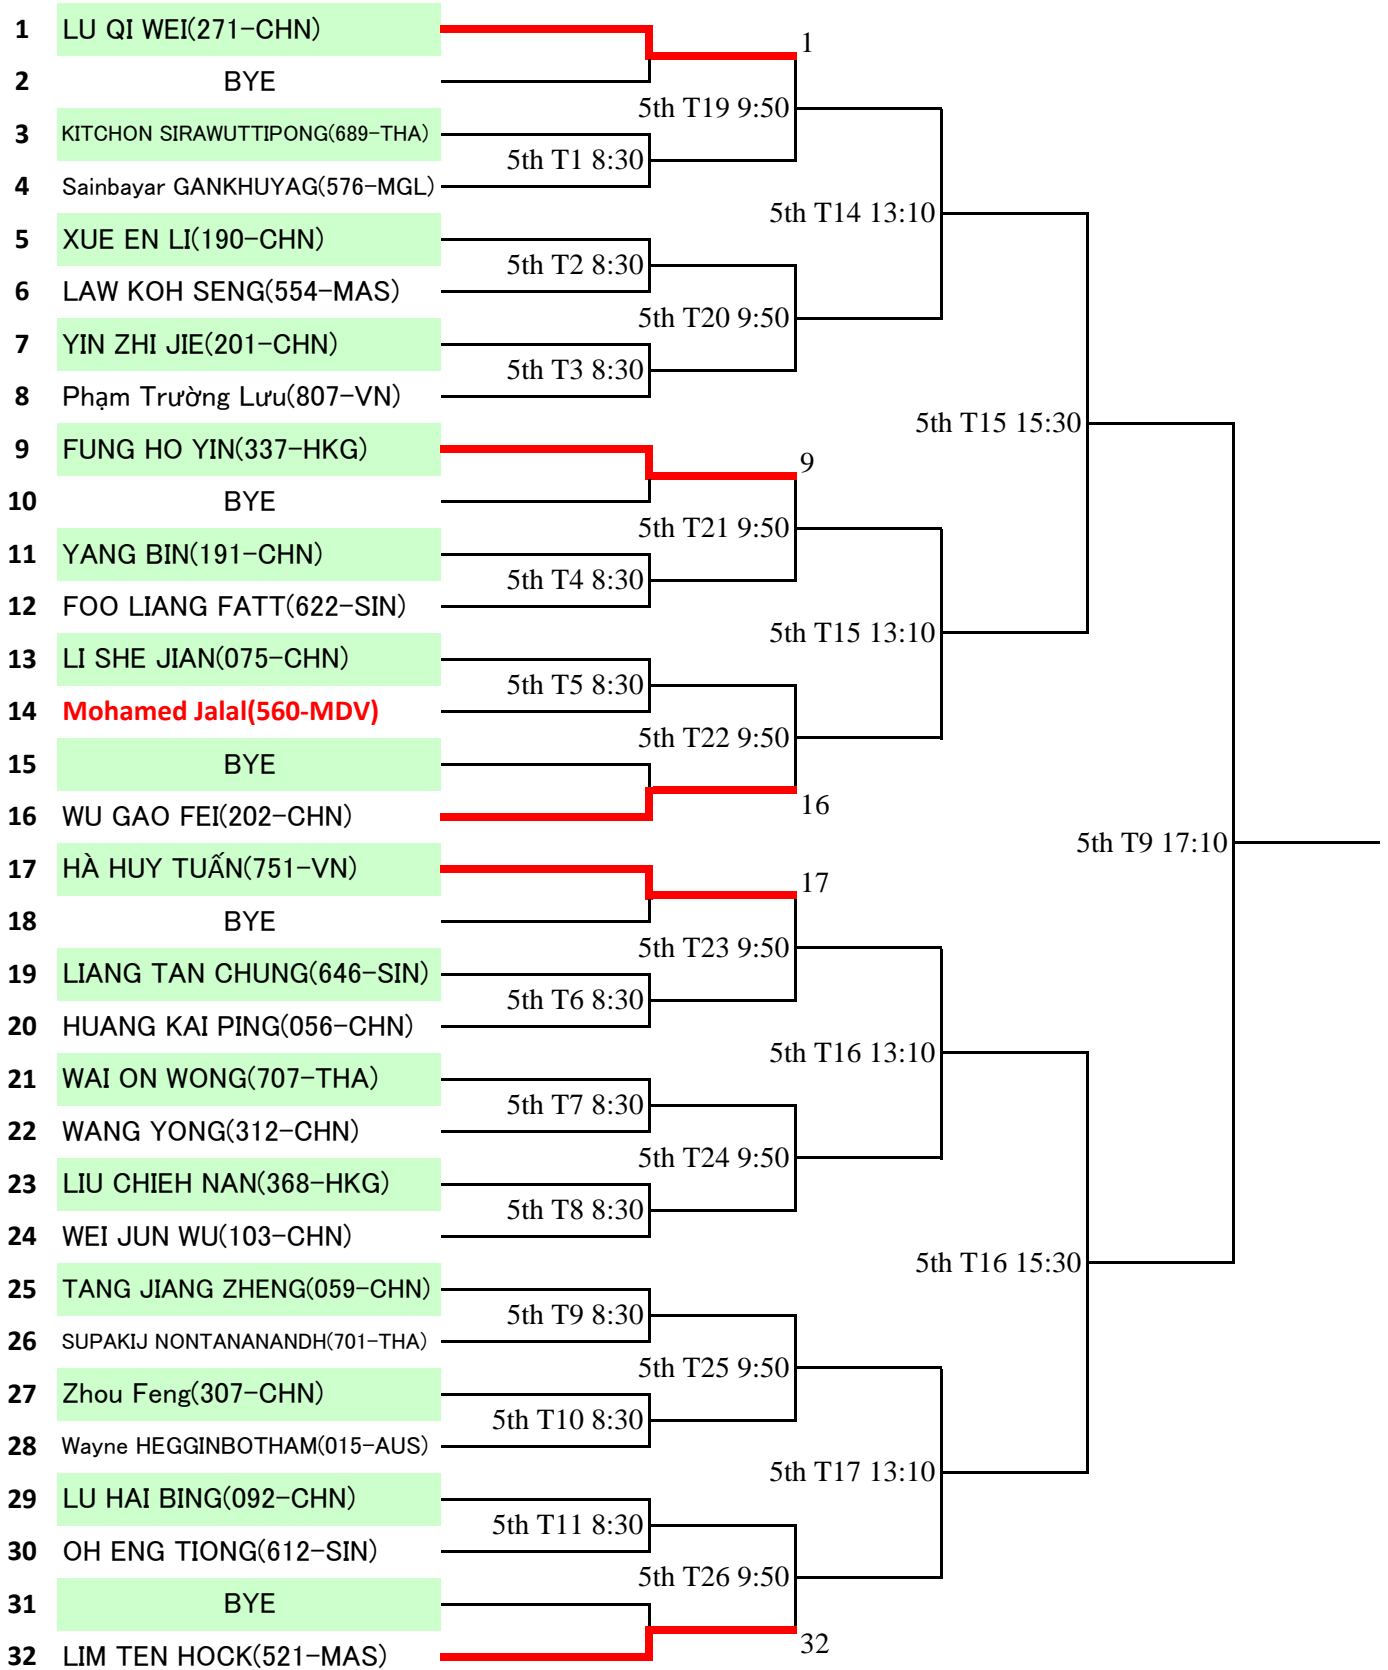 1 LU QI WEI(271-CHN)
1
2 BYE
5th T19 9:50
3 KITCHON SIRAWUTTIPONG(689-THA)
5th T1 8:30
4 Sainbayar GANKHUYAG(576-MGL)
5th T14 13:10
5 XUE EN LI(190-CHN)
5th T2 8:30
6 LAW KOH SENG(554-MAS)
5th T20 9:50
7 YIN ZHI JIE(201-CHN)
5th T3 8:30
8 Phạm Trường Lưu(807-VN)
5th T15 15:30
9 FUNG HO YIN(337-HKG)
9
10 BYE
5th T21 9:50
11 YANG BIN(191-CHN)
5th T4 8:30
12 FOO LIANG FATT(622-SIN)
5th T15 13:10
13 LI SHE JIAN(075-CHN)
5th T5 8:30
14 Mohamed Jalal(560-MDV)
5th T22 9:50
15 BYE
16
16 WU GAO FEI(202-CHN)
5th T9 17:10
17 HÀ HUY TUẤN(751-VN)
17
18 BYE
5th T23 9:50
19 LIANG TAN CHUNG(646-SIN)
5th T6 8:30
20 HUANG KAI PING(056-CHN)
5th T16 13:10
21 WAI ON WONG(707-THA)
5th T7 8:30
22 WANG YONG(312-CHN)
5th T24 9:50
23 LIU CHIEH NAN(368-HKG)
5th T8 8:30
24 WEI JUN WU(103-CHN)
5th T16 15:30
25 TANG JIANG ZHENG(059-CHN)
5th T9 8:30
26 SUPAKIJ NONTANANANDH(701-THA)
5th T25 9:50
27 Zhou Feng(307-CHN)
5th T10 8:30
28 Wayne HEGGINBOTHAM(015-AUS)
5th T17 13:10
29 LU HAI BING(092-CHN)
5th T11 8:30
30 OH ENG TIONG(612-SIN)
5th T26 9:50
31 BYE
32
32 LIM TEN HOCK(521-MAS)